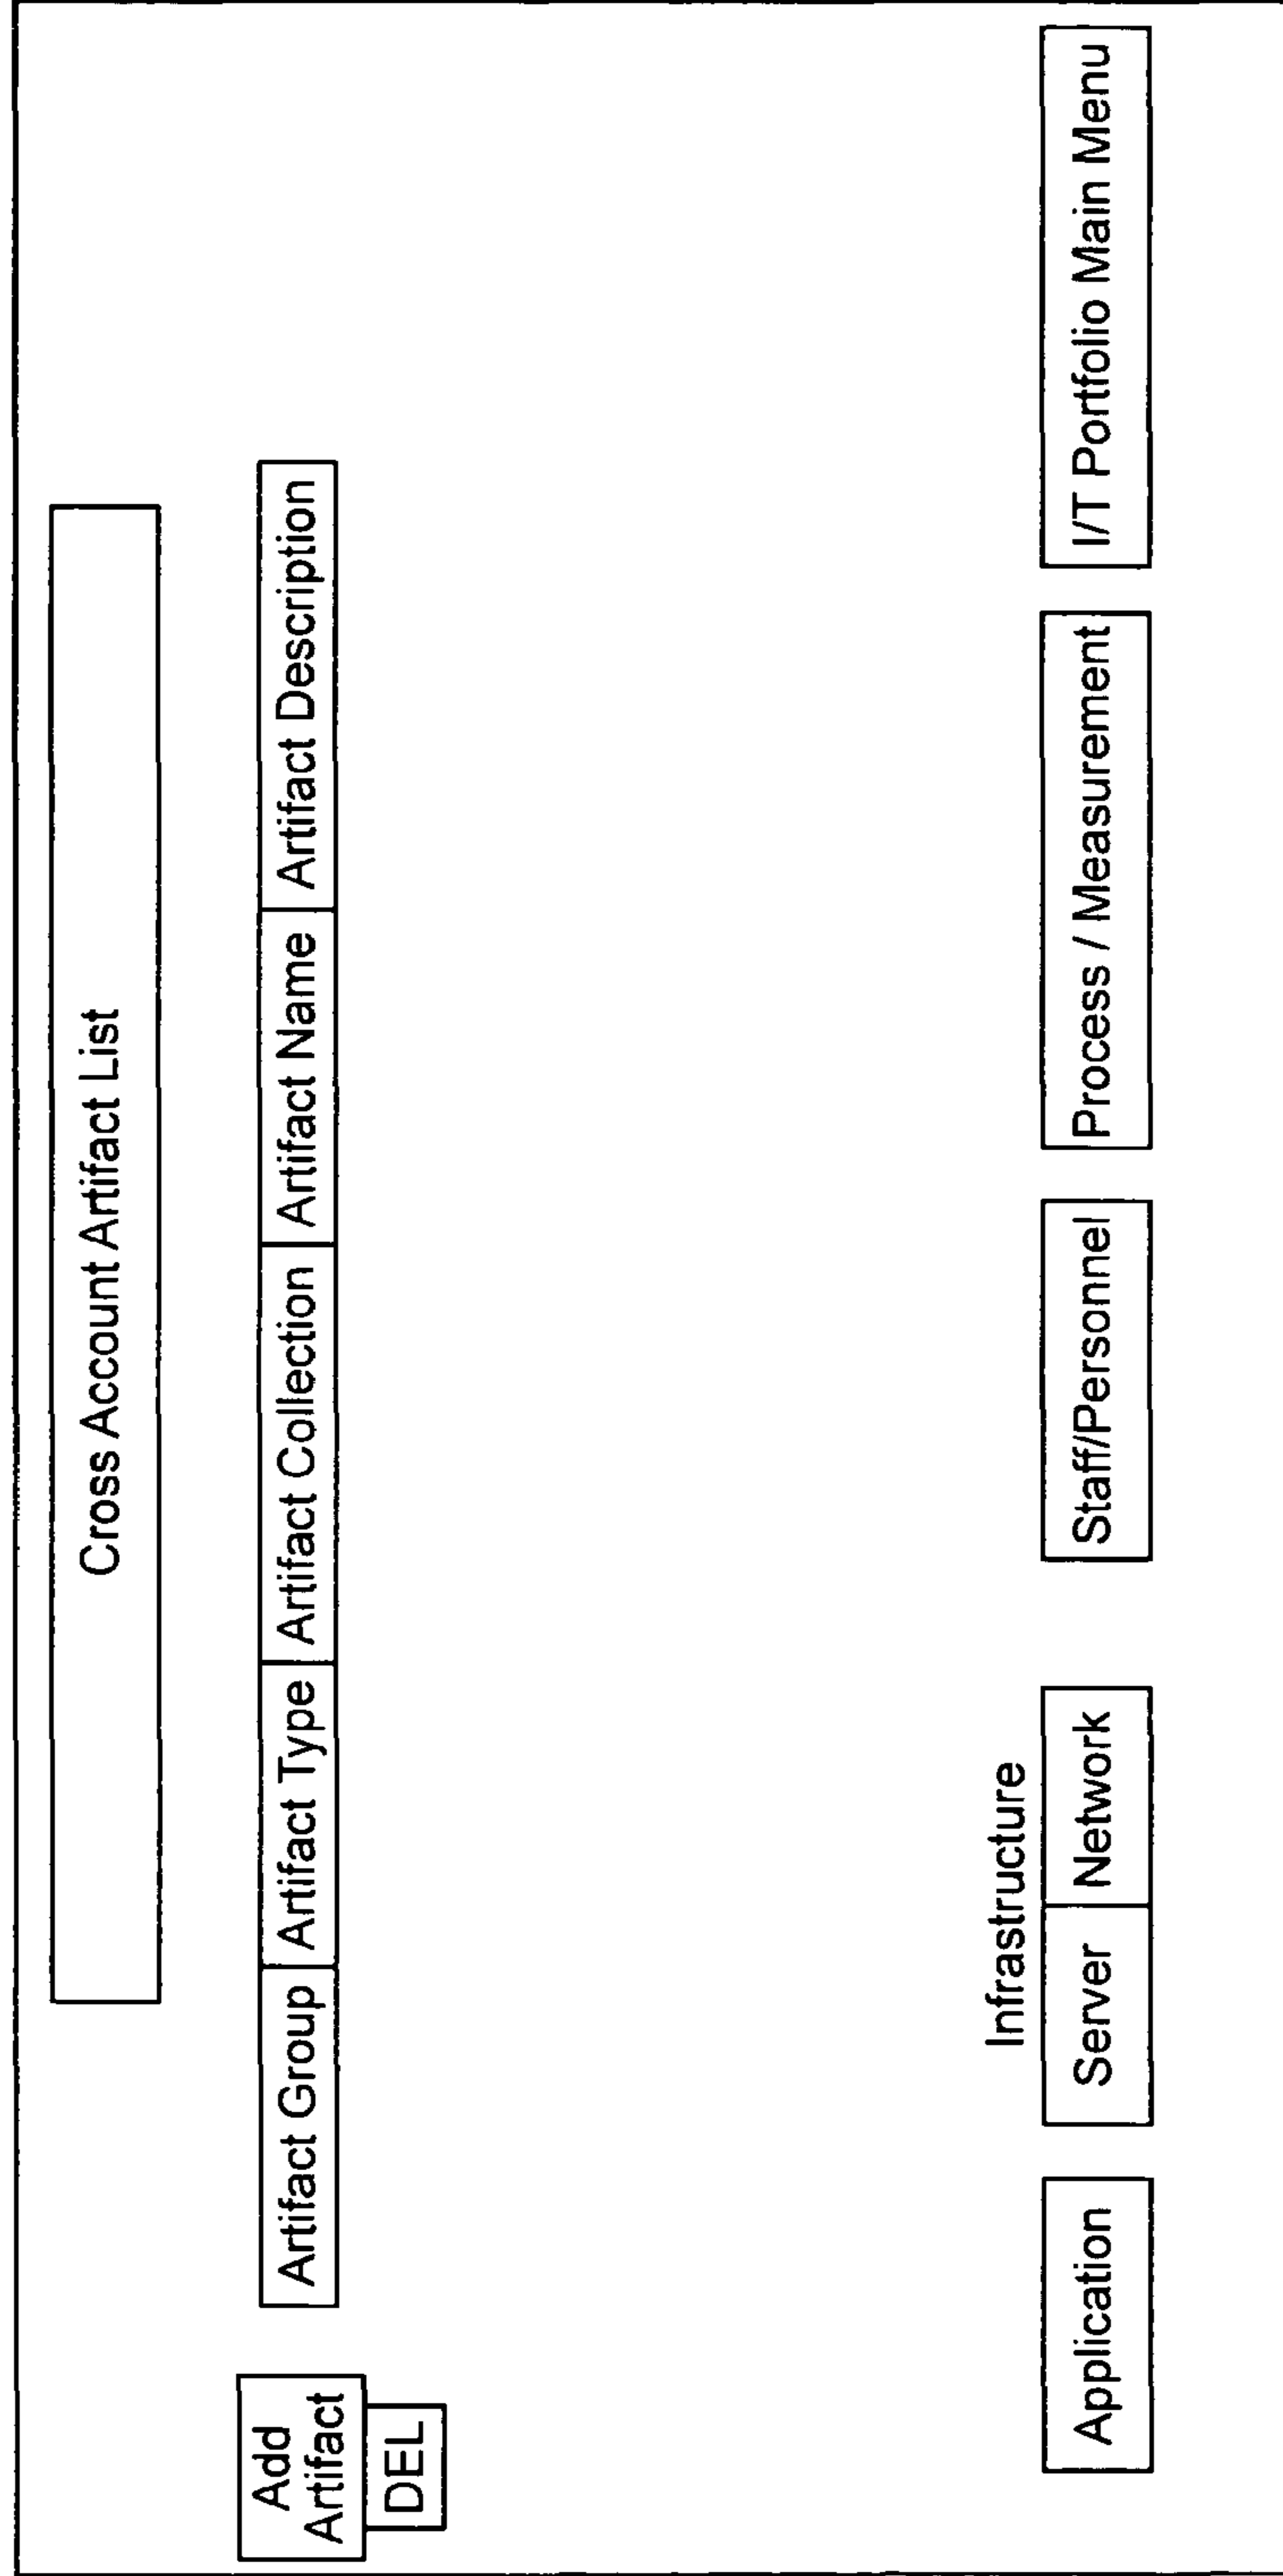 Cross Account Artifact List
Add
Artifact
DEL
Artifact Group Artifact Type Artifact Collection Artifact Name Artifact Description
Infrastructure
Application Server Network Staff/Personnel Process / Measurement I/T Portfolio Main Menu